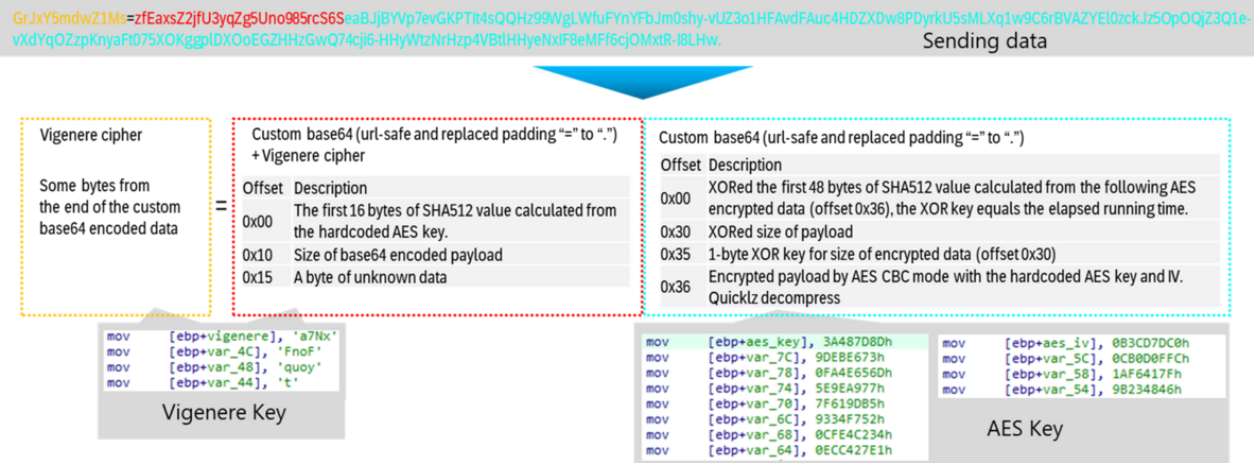 GrJxY5mdwZ1Ms=zfEaxsZ2jfU3yqZg5Uno985rcS6SeaBJjBYVp7evGKPTIt4sQQHz99WgLWfuFYnYFbJm0shy-vUZ3o1HFAvdFAuc4HDZXDw8PDyrkU5sMLXq1w9C6rBVAZYEl0zckJz5OpOQjZ3Q1e-
vXdYqOZzpKnyaFt075XOKggplDXOoEGZHHzGwQ74cji6-HHyWtzNrHzp4VBtlHHyeNxIF8eMFf6cjOMxtR-I8LHw.
Sending data
Vigenere cipher
Some bytes from
the end of the custom
base64 encoded data
=
Custom base64 (url-safe and replaced padding “=” to “.”)
+ Vigenere cipher
Offset Description
0x00 The first 16 bytes of SHA512 value calculated from
the hardcoded AES key.
0x10 Size of base64 encoded payload
0x15 A byte of unknown data
Custom base64 (url-safe and replaced padding “=” to “.”)
Offset Description
0x00 XORed the first 48 bytes of SHA512 value calculated from the following AES
encrypted data (offset 0x36), the XOR key equals the elapsed running time.
0x30 XORed size of payload
0x35 1-byte XOR key for size of encrypted data (offset 0x30)
0x36 Encrypted payload by AES CBC mode with the hardcoded AES key and IV.
Quicklz decompress
mov [ebp+vigenere], 'a7Nx'
mov [ebp+var_4C], 'FnoF'
mov [ebp+var_48], 'quoy'
mov [ebp+var_44], 't'
Vigenere Key
mov [ebp+aes_key], 3A487D8Dh
mov [ebp+var_7C], 9DEBE673h
mov [ebp+var_78], 0FA4E656Dh
mov [ebp+var_74], 5E9EA977h
mov [ebp+var_70], 7F619DB5h
mov [ebp+var_6C], 9334F752h
mov [ebp+var_68], 0CFE4C234h
mov [ebp+var_64], 0ECC427E1h
mov [ebp+aes_iv], 0B3CD7DC0h
mov [ebp+var_5C], 0CB0D0FFCh
mov [ebp+var_58], 1AF6417Fh
mov [ebp+var_54], 9B234846h
AES Key